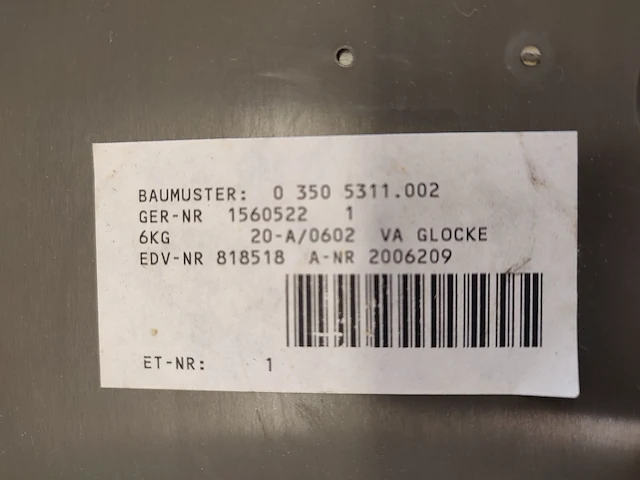 BAUMUSTER: 0 350 5311.002
GER-NR 1560522 1
6KG 20-A/0602 VA GLOCKE
EDV-NR 818518 A-NR 2006209
ET-NR: 1